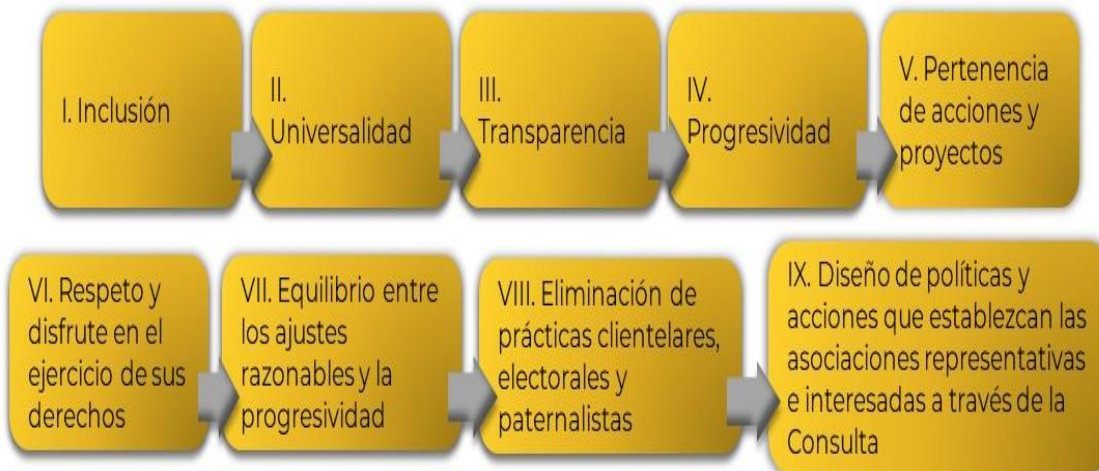 I. Inclusión
II.
Universalidad
III.
Transparencia
IV.
Progresividad
V. Pertenencia
de acciones y
proyectos
VI. Respeto y
disfrute en el
ejercicio de sus
derechos
VII. Equilibrio entre
los ajustes
razonables y la
progresividad
VIII. Eliminación de
prácticas clientelares,
electorales y
paternalistas
IX. Diseño de políticas y
acciones que establezcan las
asociaciones representativas
e interesadas a través de la
Consulta